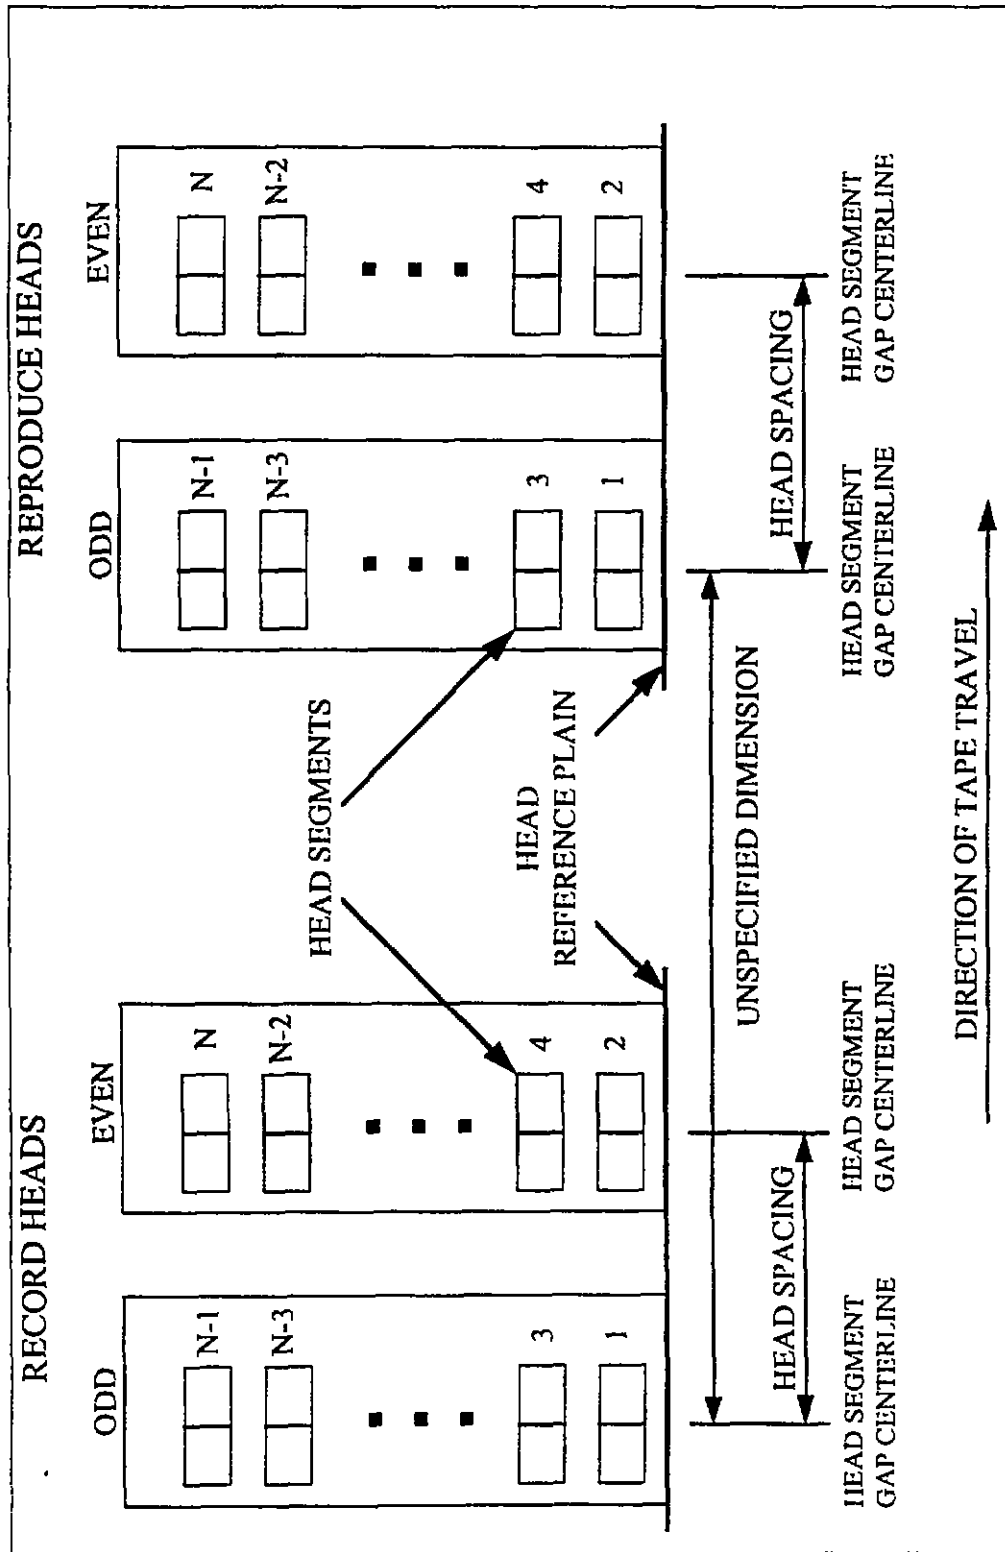 RECORD HEADS
REPRODUCE HEADS
ODD
EVEN
ODD
EVEN
N-1
N
N-1
N
N-3
N-2
N-3
N-2
HEAD SEGMENTS
3
4
3
4
1
2
1
2
HEAD
REFERENCE PLAIN
UNSPECIFIED DIMENSION
HEAD SPACING
HEAD SPACING
HEAD SEGMENT
GAP CENTERLINE
HEAD SEGMENT
GAP CENTERLINE
HEAD SEGMENT
GAP CENTERLINE
HEAD SEGMENT
GAP CENTERLINE
DIRECTION OF TAPE TRAVEL